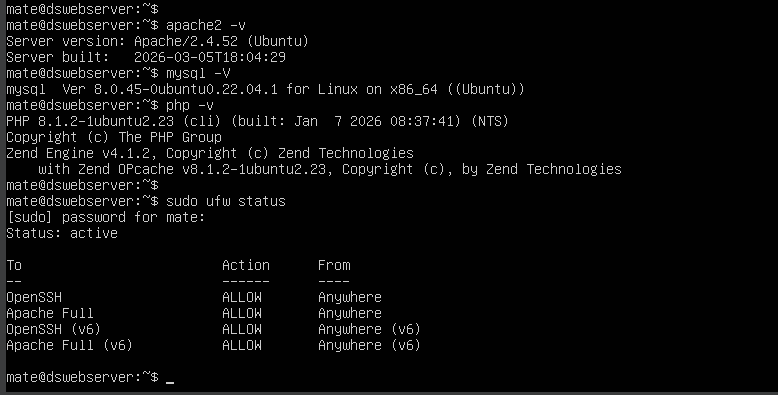 mate@dswebserver:~$
mate@dswebserver:~$ apache2 -v
Server version: Apache/2.4.52 (Ubuntu)
Server built:   2026-03-05T18:04:29
mate@dswebserver:~$ mysql -V
mysql  Ver 8.0.45-0ubuntu0.22.04.1 for Linux on x86_64 ((Ubuntu))
mate@dswebserver:~$ php -v
PHP 8.1.2-1ubuntu2.23 (cli) (built: Jan  7 2026 08:37:41) (NTS)
Copyright (c) The PHP Group
Zend Engine v4.1.2, Copyright (c) Zend Technologies
    with Zend OPcache v8.1.2-1ubuntu2.23, Copyright (c), by Zend Technologies
mate@dswebserver:~$
mate@dswebserver:~$ sudo ufw status
[sudo] password for mate:
Status: active

To                         Action      From
--                         ------      ----
OpenSSH                    ALLOW       Anywhere
Apache Full                ALLOW       Anywhere
OpenSSH (v6)               ALLOW       Anywhere (v6)
Apache Full (v6)           ALLOW       Anywhere (v6)

mate@dswebserver:~$ _